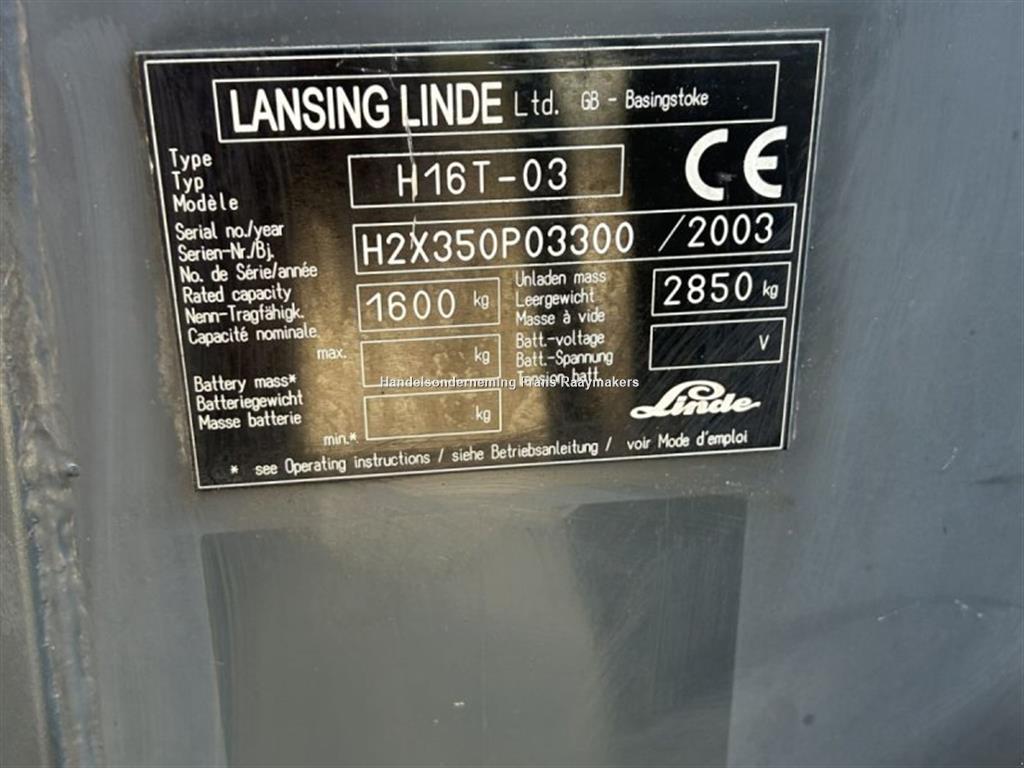 LANSING LINDE Ltd. GB - Basingstoke
Type
Typ
Modèle
H16T-03
CE
Serial no./year
Serien-Nr./Bj.
No. de Série/année
H2X350P03300 /2003
Rated capacity
Nenn-Tragfähigk.
Capacité nominale
1600 kg
Unladen mass
Leergewicht
Masse à vide
2850 kg
Battery mass*
Batteriegewicht
Masse batterie
max. kg
min.* kg
Batt.-voltage
Batt.-Spannung
Tension batt.
V
Linde
* see Operating instructions / siehe Betriebsanleitung / voir Mode d'emploi
Handelsonderneming Frans Raaymakers